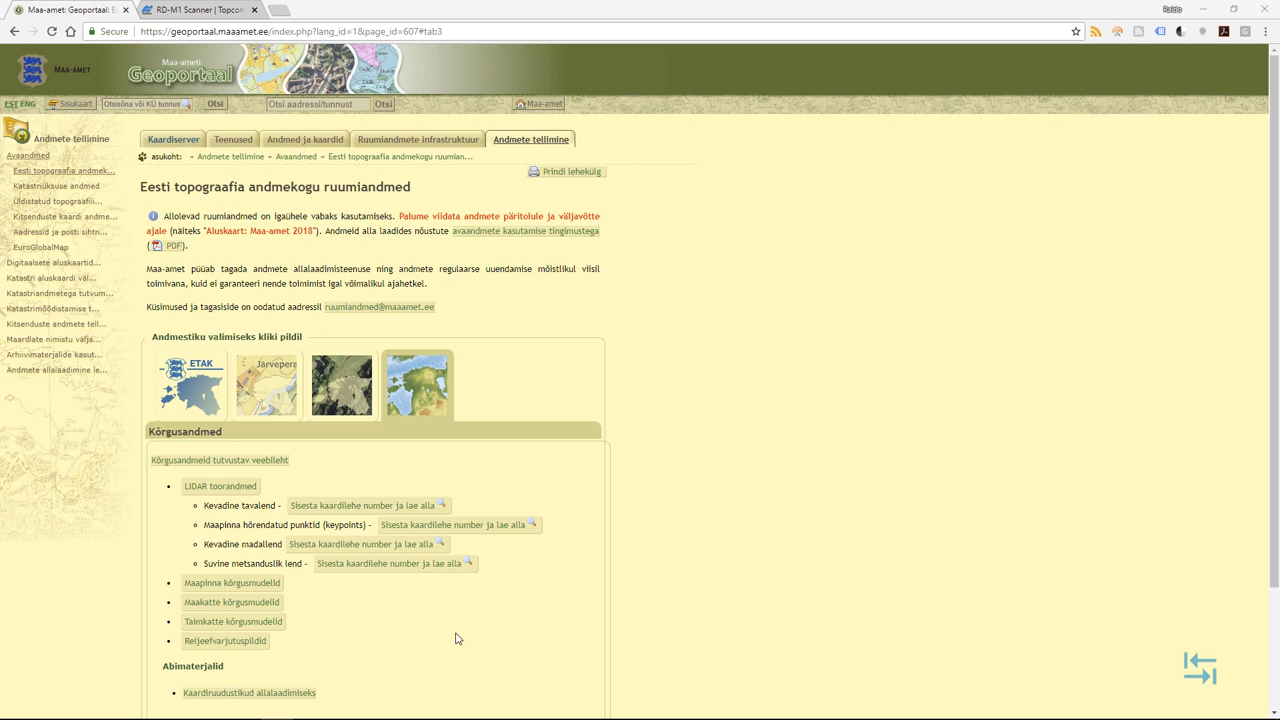 Maa-amet: Geoportaal: E
RD-M1 Scanner | Topcon
Secure
https://geoportaal.maaamet.ee/index.php?lang_id=1&page_id=607#tab3
MAA-AMET
Maa-ameti
Geoportaal
EST ENG
Sisukaart
Otsisõna või KÜ tunnus
Otsi
Otsi aadressi/tunnust
Otsi
Maa-amet
Andmete tellimine
Avaandmed
Eesti topograafia andmek...
Katastriüksuse andmed
Üldistatud topograafili...
Kitsenduste kaardi andme...
Aadressid ja posti sihtn...
EuroGlobalMap
Digitaalsete aluskaartid...
Katastri aluskaardi väl...
Katastriandmetega tutvum...
Katastrimõõdistamise t...
Kitsenduste andmete tell...
Maardlate nimistu välja...
Arhiivimaterjalide kasut...
Andmete allalaadimine le...
Kaardiserver
Teenused
Andmed ja kaardid
Ruumiandmete infrastruktuur
Andmete tellimine
asukoht: » Andmete tellimine » Avaandmed » Eesti topograafia andmekogu ruumian...
Prindi lehekülg
Eesti topograafia andmekogu ruumiandmed
Allolevad ruumiandmed on igaühele vabaks kasutamiseks. Palume viidata andmete päritolule ja väljavõtte
ajale (näiteks "Aluskaart: Maa-amet 2018"). Andmeid alla laadides nõustute avaandmete kasutamise tingimustega
( PDF).
Maa-amet püüab tagada andmete allalaadimisteenuse ning andmete regulaarse uuendamise mõistlikul viisil
toimivana, kuid ei garanteeri nende toimimist igal võimalikul ajahetkel.
Küsimused ja tagasiside on oodatud aadressil ruumiandmed@maaamet.ee
Andmestiku valimiseks kliki pildil
ETAK
Järvepera
Kõrgusandmed
Kõrgusandmeid tutvustav veebileht
LIDAR toorandmed
Kevadine tavalend - Sisesta kaardilehe number ja lae alla
Maapinna hõrendatud punktid (keypoints) - Sisesta kaardilehe number ja lae alla
Kevadine madallend Sisesta kaardilehe number ja lae alla
Suvine metsanduslik lend - Sisesta kaardilehe number ja lae alla
Maapinna kõrgusmudelid
Maakatte kõrgusmudelid
Taimkatte kõrgusmudelid
Reljeefvarjutuspildid
Abimaterjalid
Kaardiruudustikud allalaadimiseks